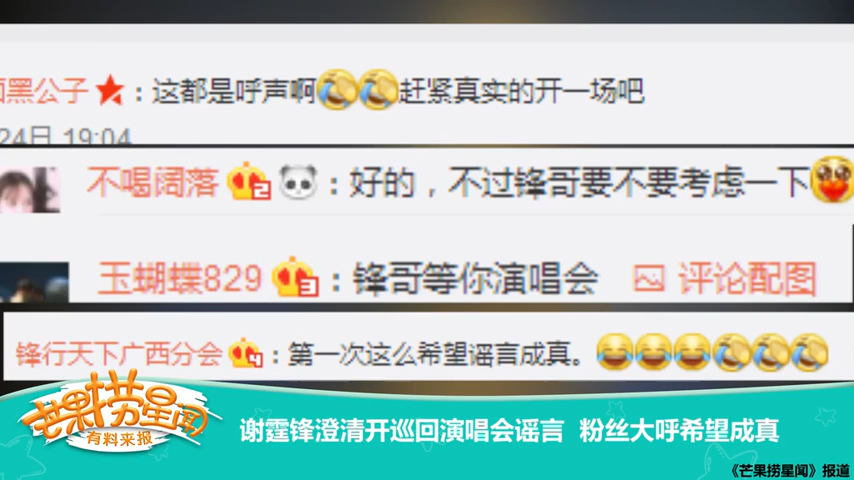 面黑公子：这都是呼声啊赶紧真实的开一场吧
24日 19:04
不喝阔落 2：好的，不过锋哥要不要考虑一下
玉蝴蝶829 3：锋哥等你演唱会 评论配图
锋行天下广西分会 4：第一次这么希望谣言成真。
芒果捞星闻
有料来报
谢霆锋澄清开巡回演唱会谣言 粉丝大呼希望成真
《芒果捞星闻》报道